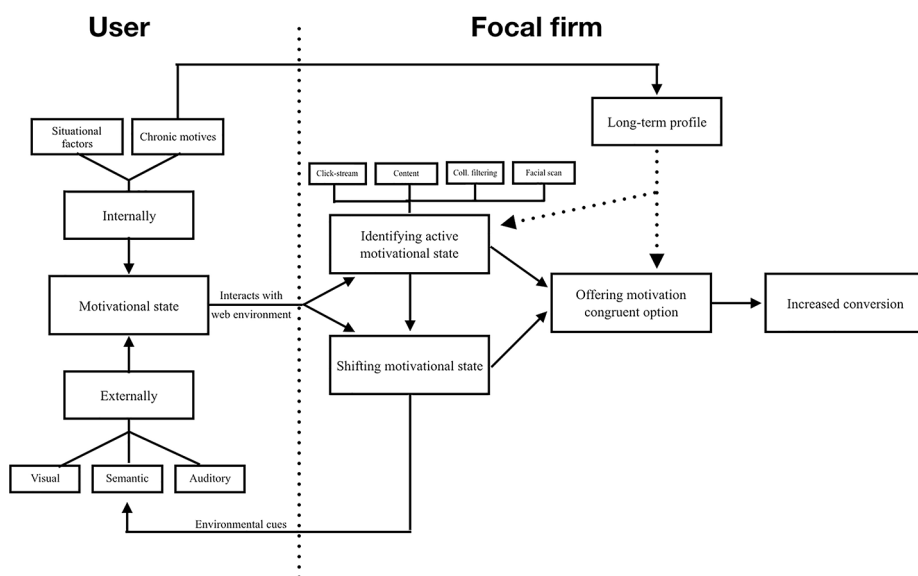 User
Focal firm
Situational
factors
Chronic motives
Long-term profile
Click-stream
Content
Coll. filtering
Facial scan
Internally
Identifying active
motivational state
Motivational state
Interacts with
web environment
Offering motivation
congruent option
Increased conversion
Shifting motivational state
Externally
Visual
Semantic
Auditory
Environmental cues